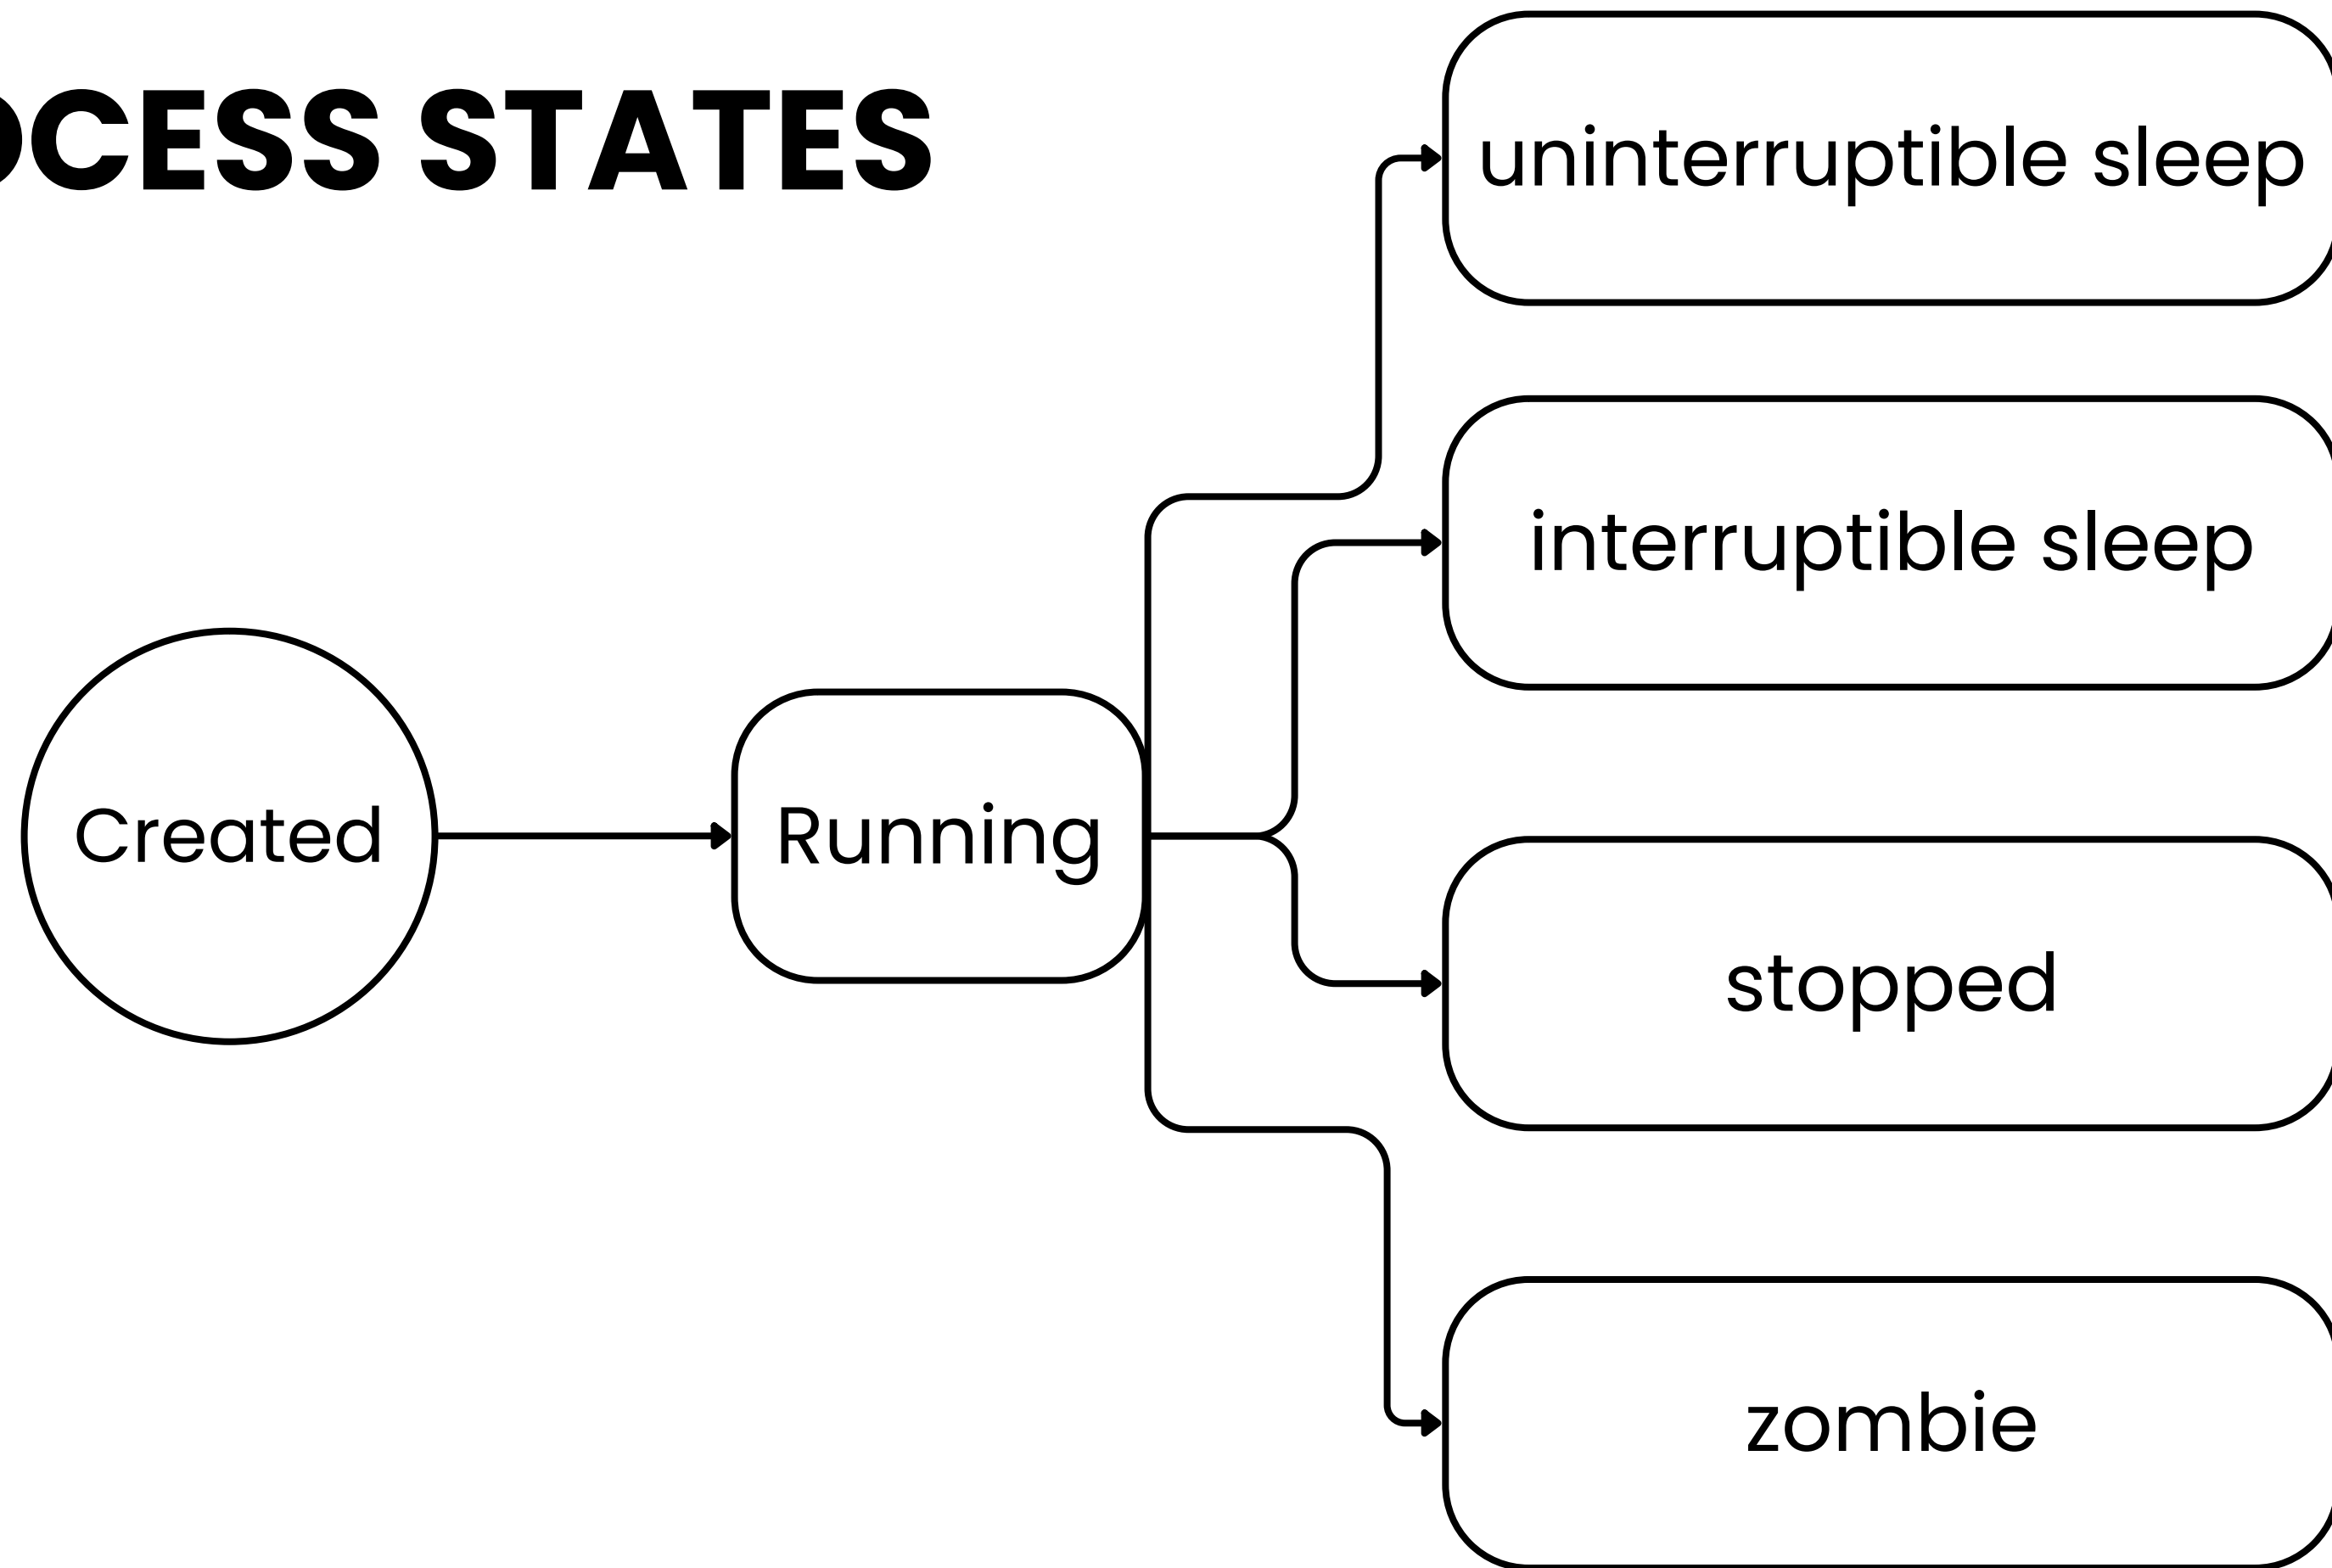 OCESS STATES
uninterruptible sleep
interruptible sleep
Created
Running
stopped
zombie